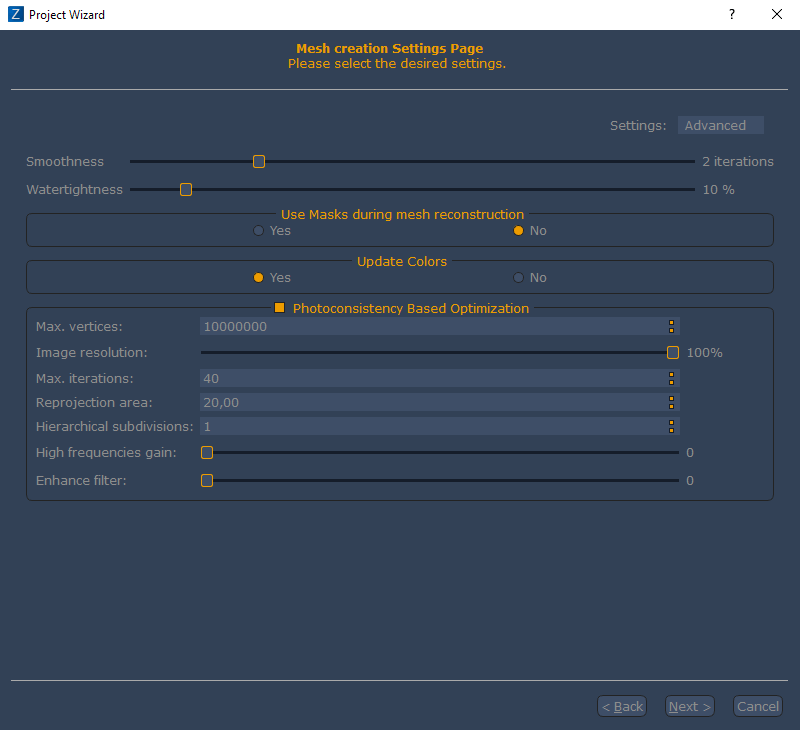 Z Project Wizard ?
Mesh creation Settings Page
Please select the desired settings.
Settings: Advanced
Smoothness 2 iterations
Watertightness 10 %
Use Masks during mesh reconstruction
Yes No
Update Colors
Yes No
Photoconsistency Based Optimization
Max. vertices: 10000000
Image resolution: 100%
Max. iterations: 40
Reprojection area: 20,00
Hierarchical subdivisions: 1
High frequencies gain: 0
Enhance filter: 0
< Back Next > Cancel